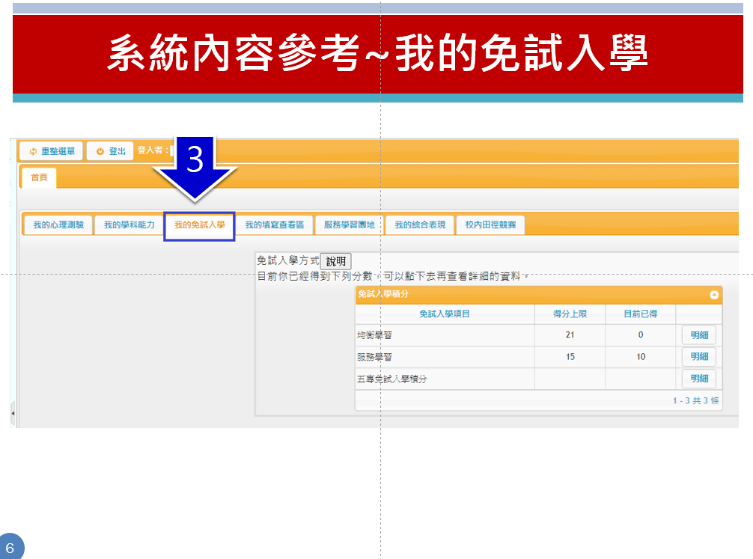 系統內容參考~我的免試入學
重整選單 登出 登入者：
3
首頁
我的心理測驗 我的學科能力 我的免試入學 我的填寫查看區 服務學習園地 我的綜合表現 校內田徑競賽
免試入學方式 說明
目前你已經得到下列分數，可以點下去再查看詳細的資料。
免試入學積分
免試入學項目 得分上限 目前已得
均衡學習 21 0 明細
服務學習 15 10 明細
五專免試入學積分 明細
1 - 3 共 3 條
6